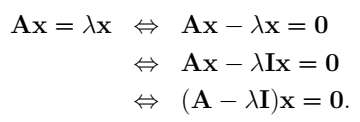 Ax = λx ⇔ Ax − λx = 0
⇔ Ax − λIx = 0
⇔ (A − λI)x = 0.